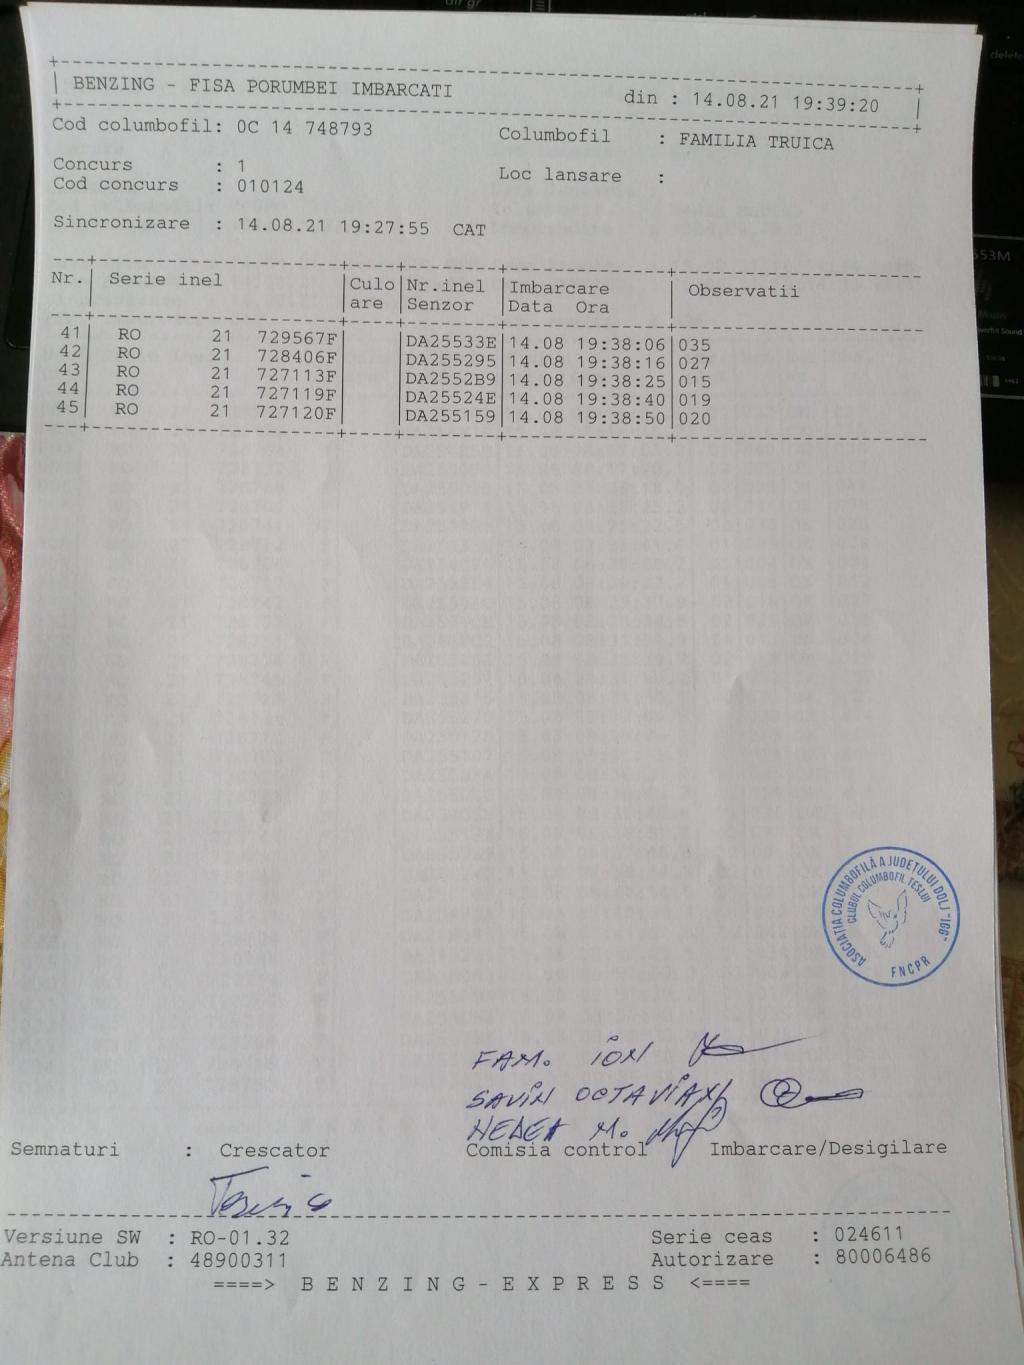 BENZING - FISA PORUMBEI IMBARCATI din : 14.08.21 19:39:20
Cod columbofil: 0C 14 748793 Columbofil : FAMILIA TRUICA
Concurs : 1 Loc lansare :
Cod concurs : 010124
Sincronizare : 14.08.21 19:27:55 CAT
Nr. Serie inel Culo Nr.inel Imbarcare Observatii
are Senzor Data Ora
41 RO 21 729567F DA25533E 14.08 19:38:06 035
42 RO 21 728406F DA255295 14.08 19:38:16 027
43 RO 21 727113F DA2552B9 14.08 19:38:25 015
44 RO 21 727119F DA25524E 14.08 19:38:40 019
45 RO 21 727120F DA255159 14.08 19:38:50 020
ASOCIAȚIA COLUMBOFILĂ A JUDEȚULUI DOLJ "166"
CLUBUL COLUMBOFIL TESLUI
FNCPR
FAM. ION
SAVIN OCTAVIAN
NEDEA M.
Semnaturi : Crescator Comisia control Imbarcare/Desigilare
Versiune SW : RO-01.32 Serie ceas : 024611
Antena Club : 48900311 Autorizare : 80006486
====> B E N Z I N G - E X P R E S S <====